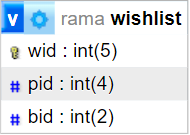 v rama wishlist
wid : int(5)
# pid : int(4)
# bid : int(2)